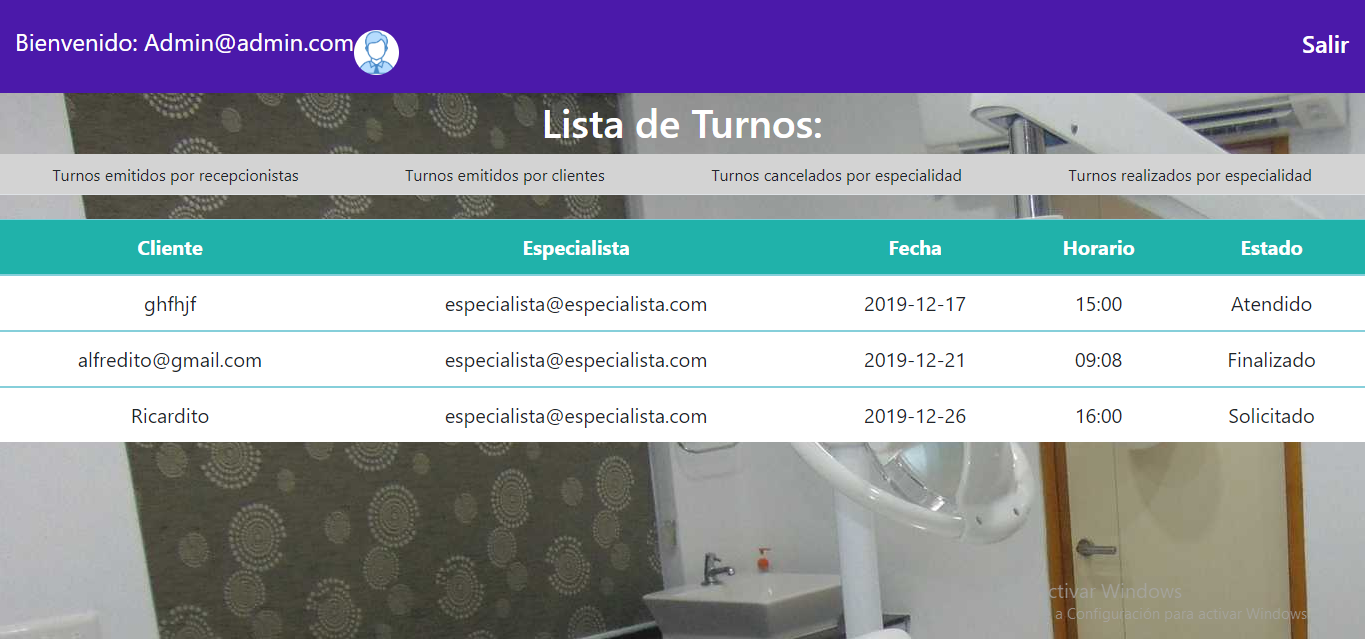 Bienvenido: Admin@admin.com
Salir
Lista de Turnos:
Turnos emitidos por recepcionistas
Turnos emitidos por clientes
Turnos cancelados por especialidad
Turnos realizados por especialidad
Cliente Especialista Fecha Horario Estado
ghfhjf especialista@especialista.com 2019-12-17 15:00 Atendido
alfredito@gmail.com especialista@especialista.com 2019-12-21 09:08 Finalizado
Ricardito especialista@especialista.com 2019-12-26 16:00 Solicitado
ctivar Windows
a Configuración para activar Windows